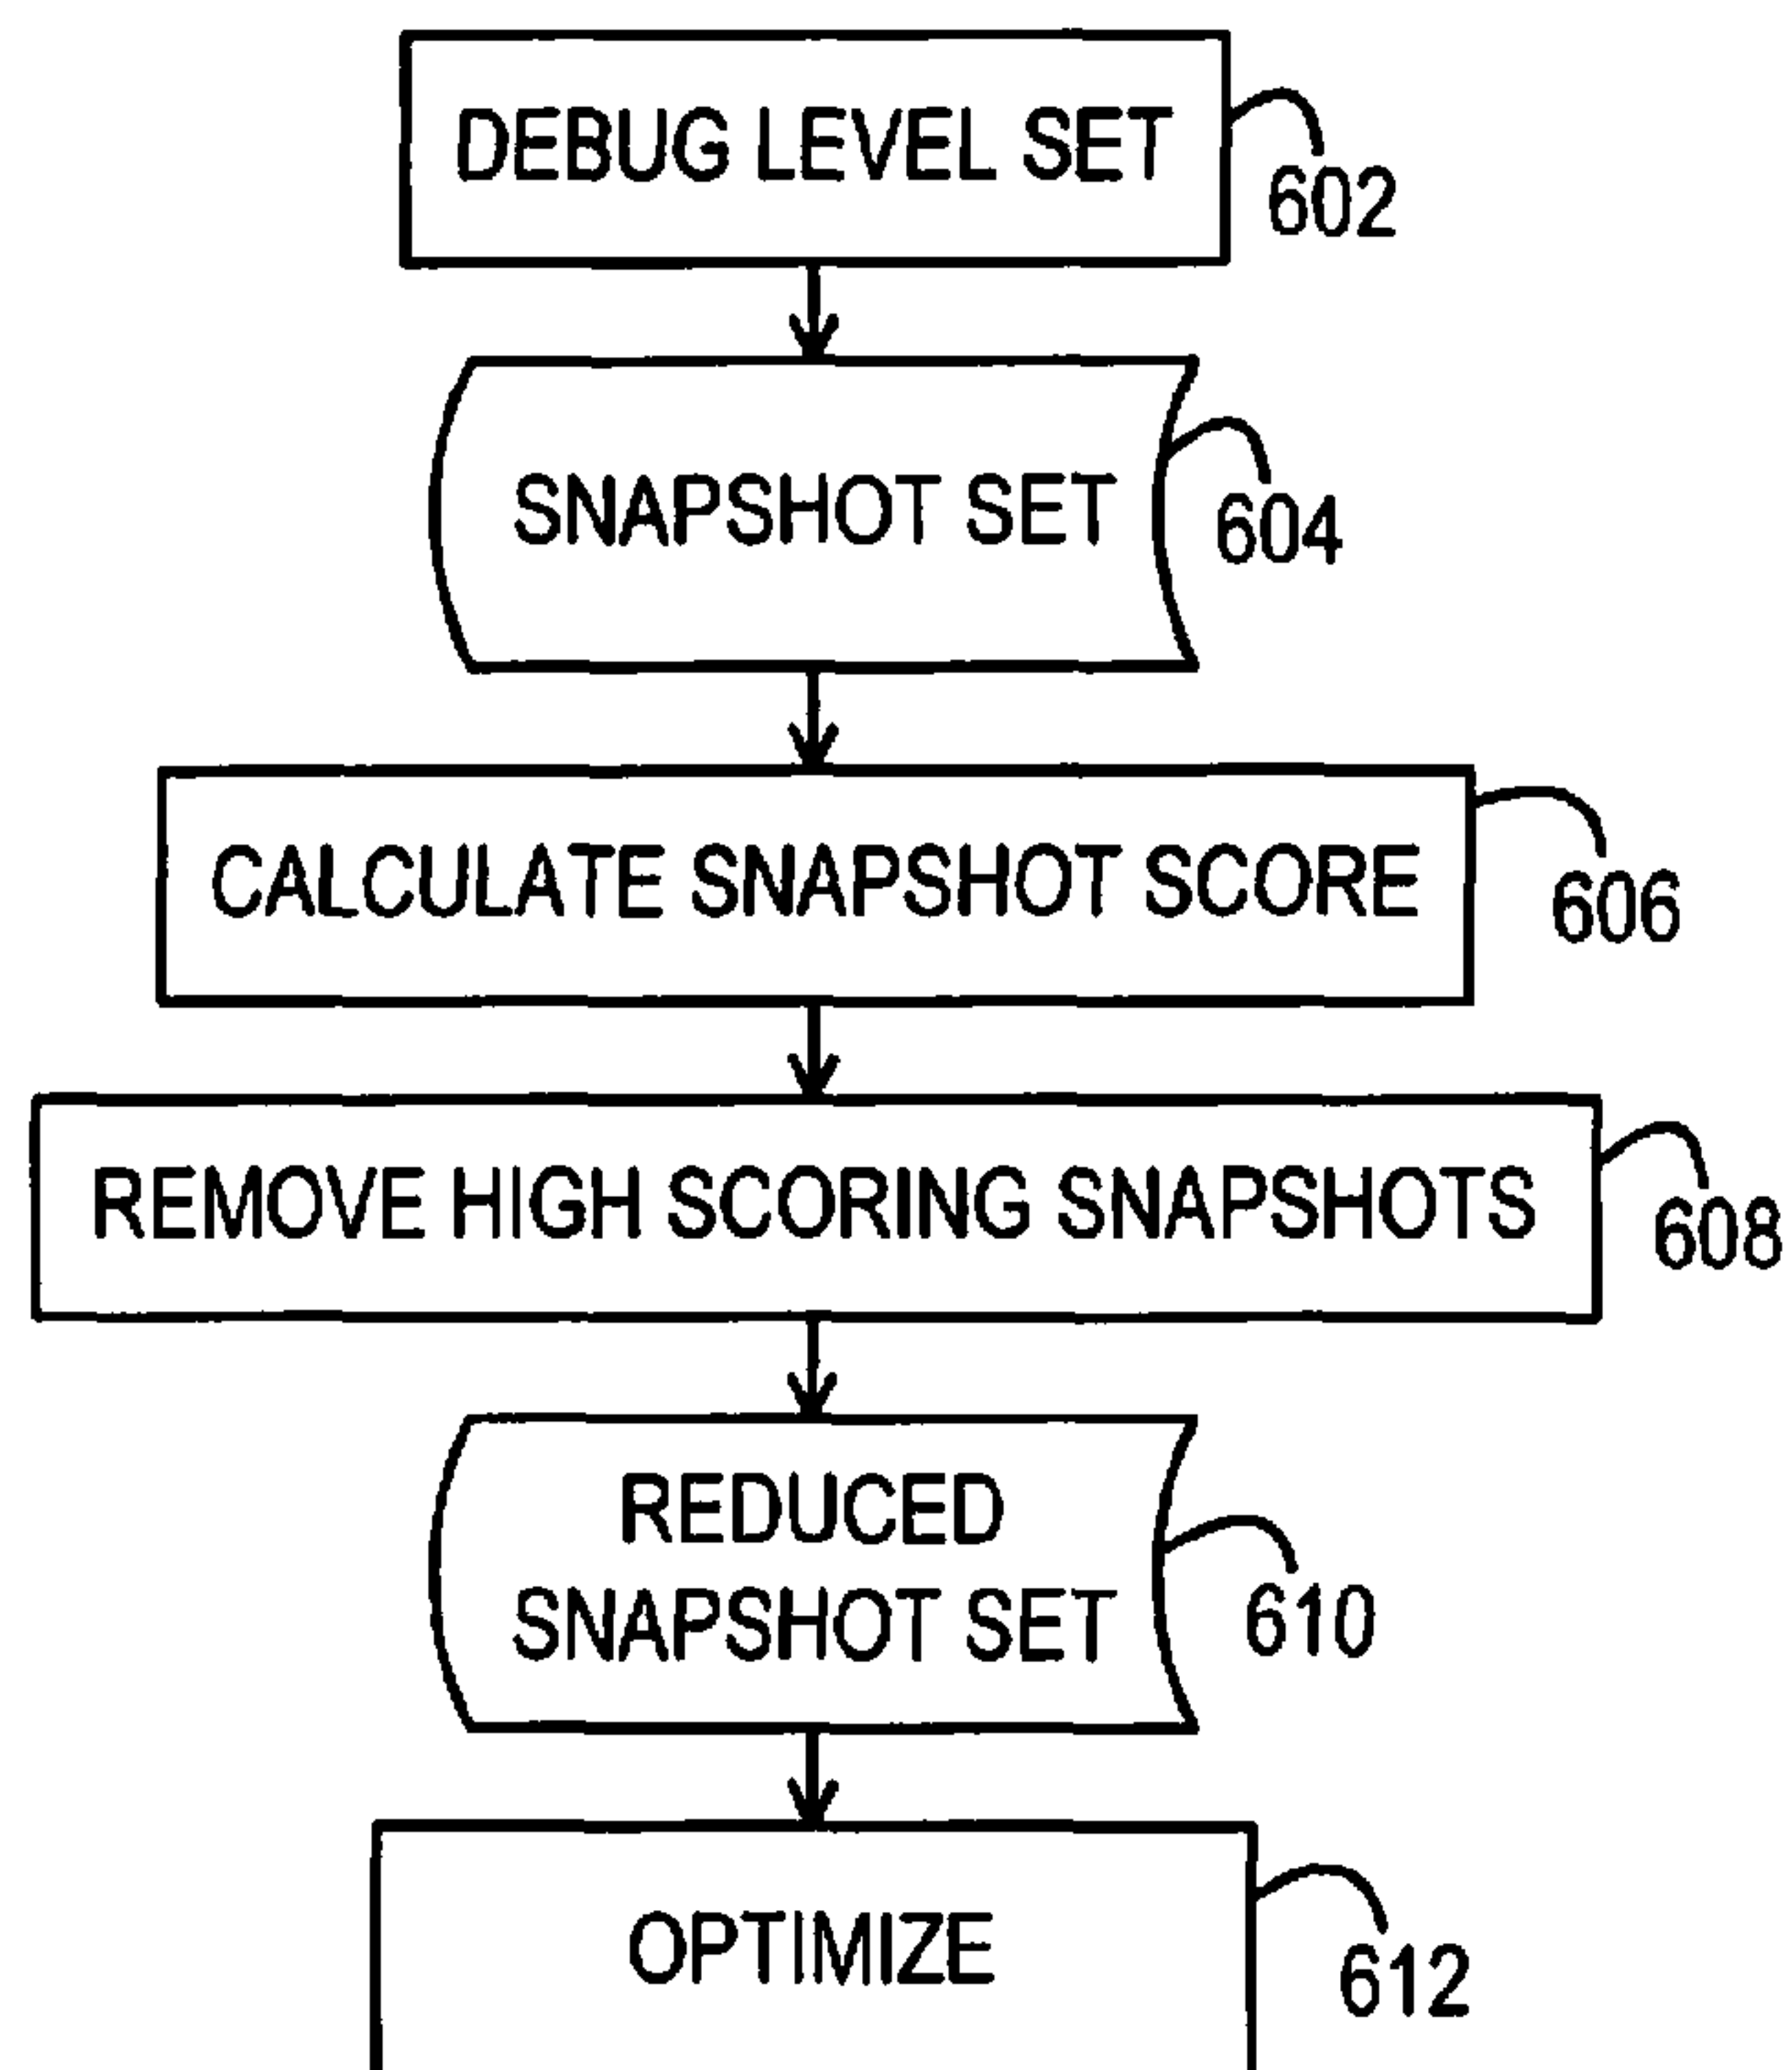 DEBUG LEVEL SET
602
SNAPSHOT SET
604
CALCULATE SNAPSHOT SCORE
606
REMOVE HIGH SCORING SNAPSHOTS
608
REDUCED
SNAPSHOT SET
610
OPTIMIZE
612